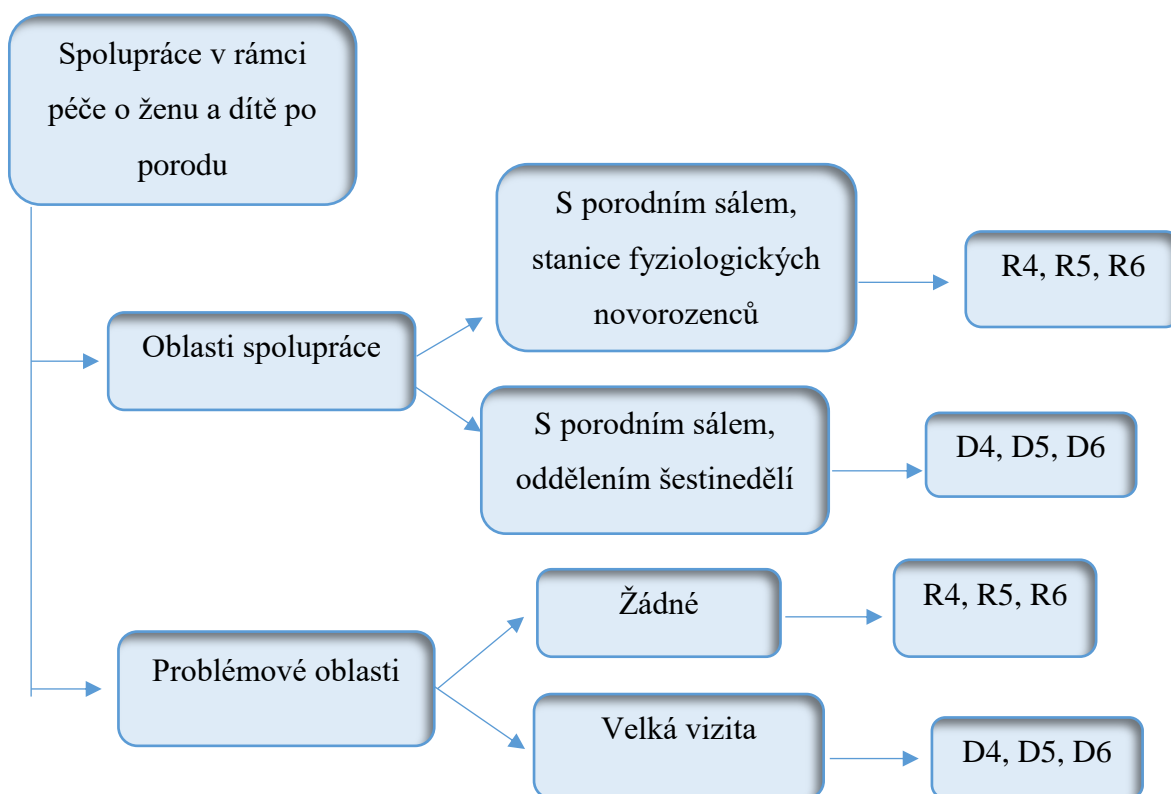 Spolupráce v rámci
péče o ženu a dítě po
porodu
S porodním sálem,
stanice fyziologických
novorozenců
R4, R5, R6
Oblasti spolupráce
S porodním sálem,
oddělením šestinedělí
D4, D5, D6
Žádné
R4, R5, R6
Problémové oblasti
Velká vizita
D4, D5, D6